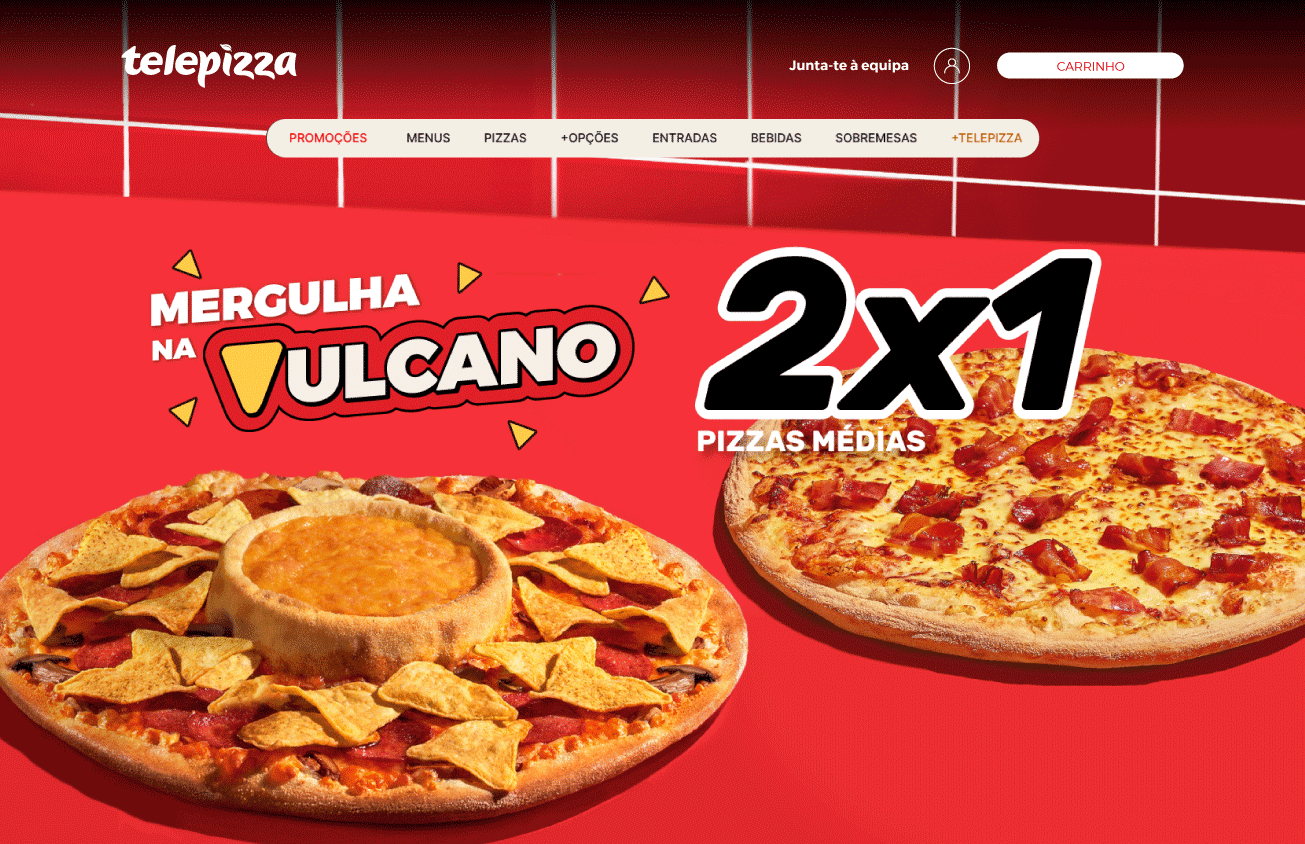 telepizza
Junta-te à equipa
CARRINHO
PROMOÇÕES MENUS PIZZAS +OPÇÕES ENTRADAS BEBIDAS SOBREMESAS +TELEPIZZA
MERGULHA
NA VULCANO
2x1
PIZZAS MÉDIAS